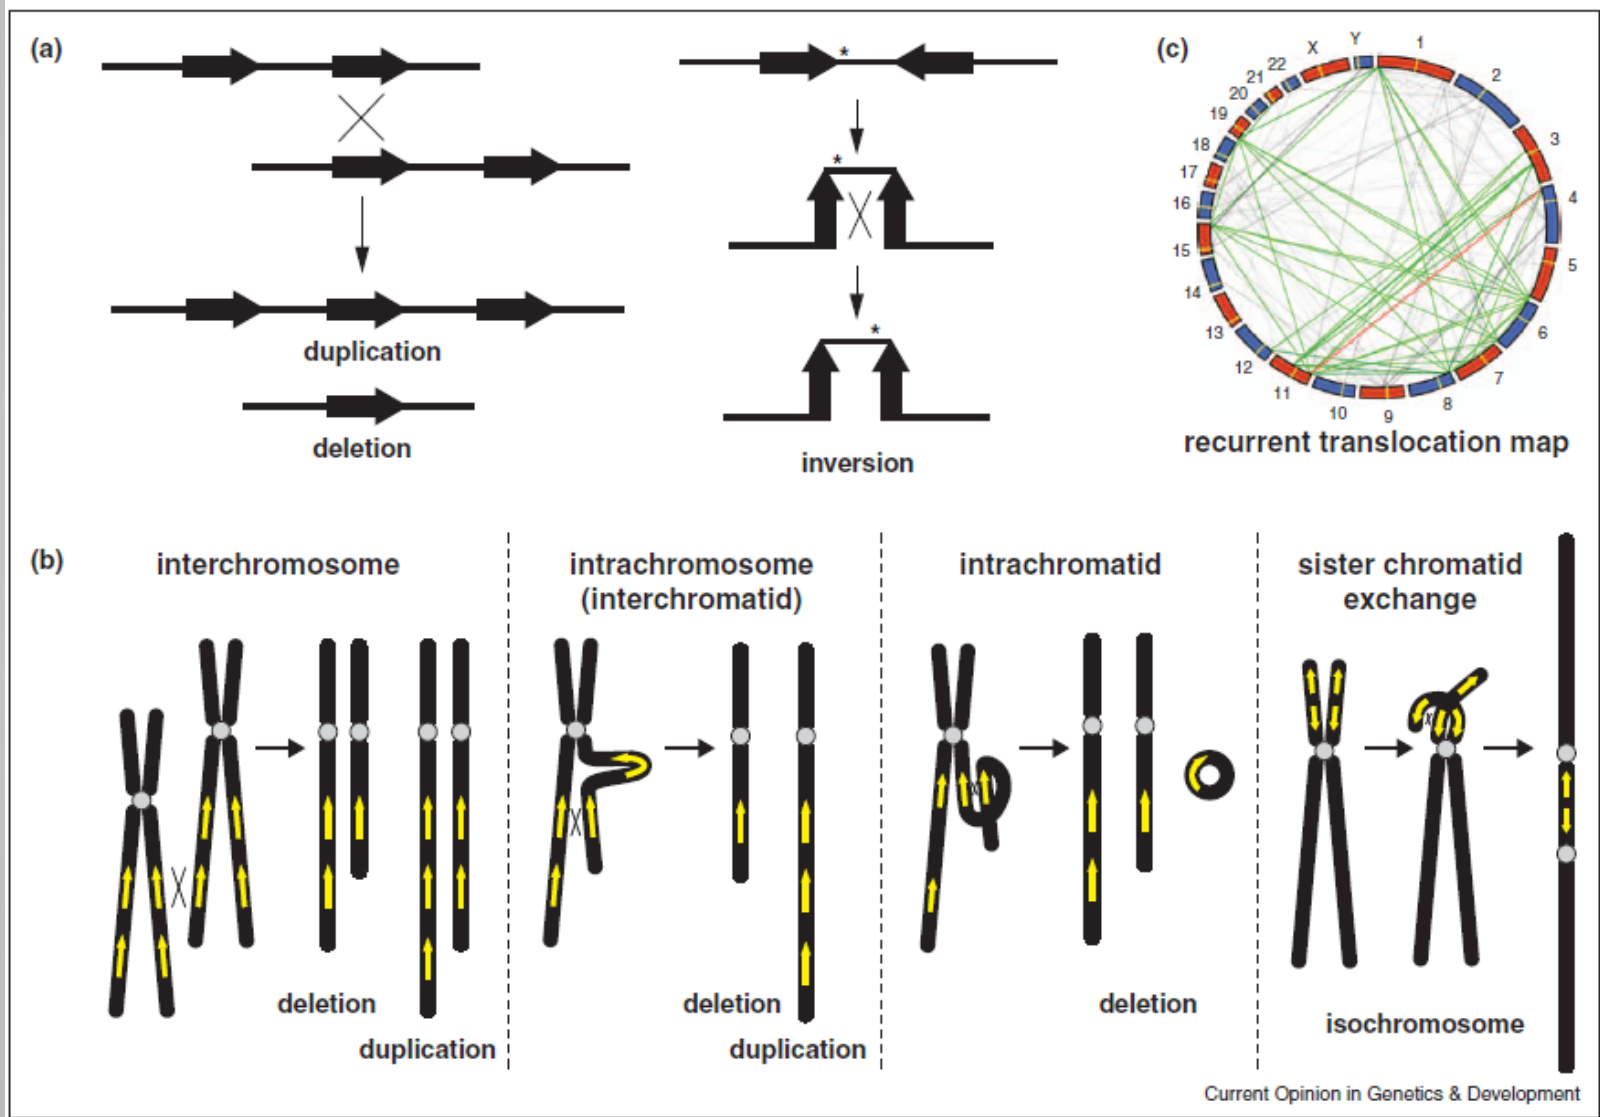 (a)
*
*
*
duplication
deletion
inversion
(c)
X
Y
1
2
3
4
5
6
7
8
9
10
11
12
13
14
15
16
17
18
19
20
21
22
recurrent translocation map
(b)
interchromosome
deletion
duplication
intrachromosome
(interchromatid)
deletion
duplication
intrachromatid
deletion
sister chromatid
exchange
isochromosome
Current Opinion in Genetics & Development